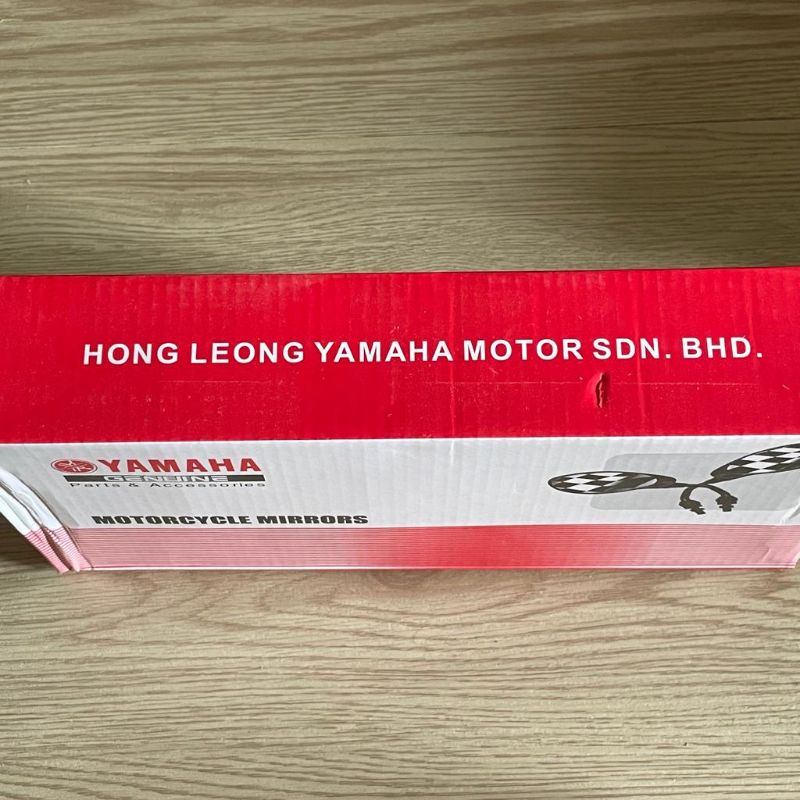 HONG LEONG YAMAHA MOTOR SDN. BHD.
YAMAHA
GENUINE
Parts & Accessories
MOTORCYCLE MIRRORS